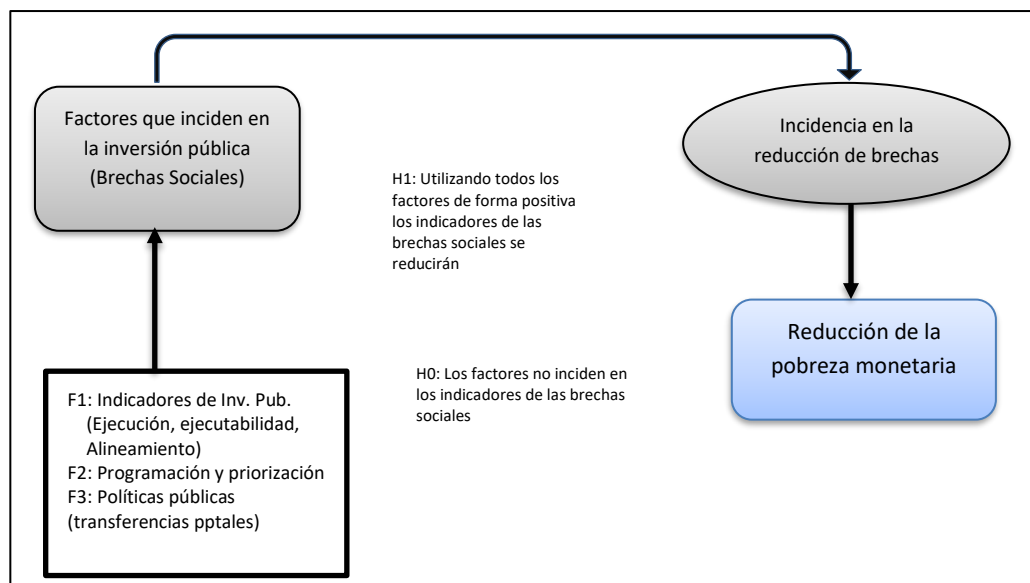 Factores que inciden en
la inversión pública
(Brechas Sociales)
Incidencia en la
reducción de brechas
H1: Utilizando todos los
factores de forma positiva
los indicadores de las
brechas sociales se
reducirán
Reducción de la
pobreza monetaria
H0: Los factores no inciden en
los indicadores de las brechas
sociales
F1: Indicadores de Inv. Pub.
(Ejecución, ejecutabilidad,
Alineamiento)
F2: Programación y priorización
F3: Políticas públicas
(transferencias pptales)